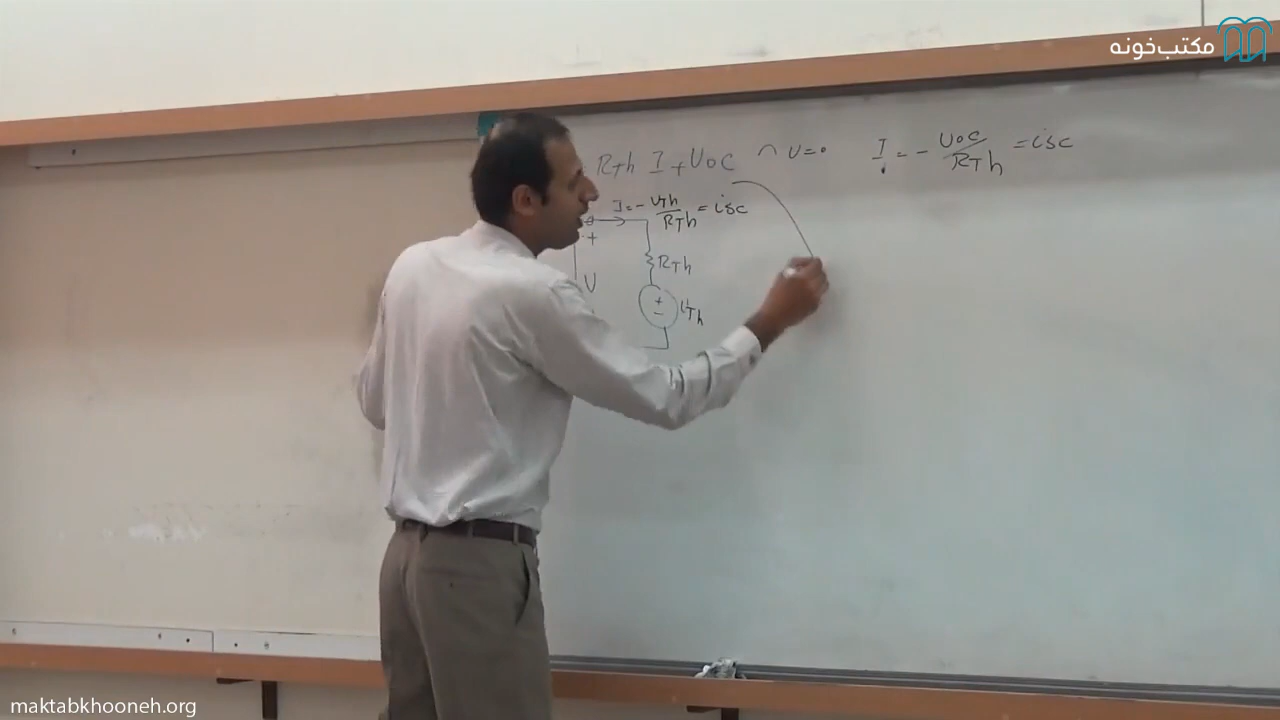 مکتب‌خونه
RTh I + Uoc ⌒ U=0 I = - Uoc/RTh = isc
I = - UTh/RTh = isc
+
RTh
U
+
-
UTh
maktabkhooneh.org